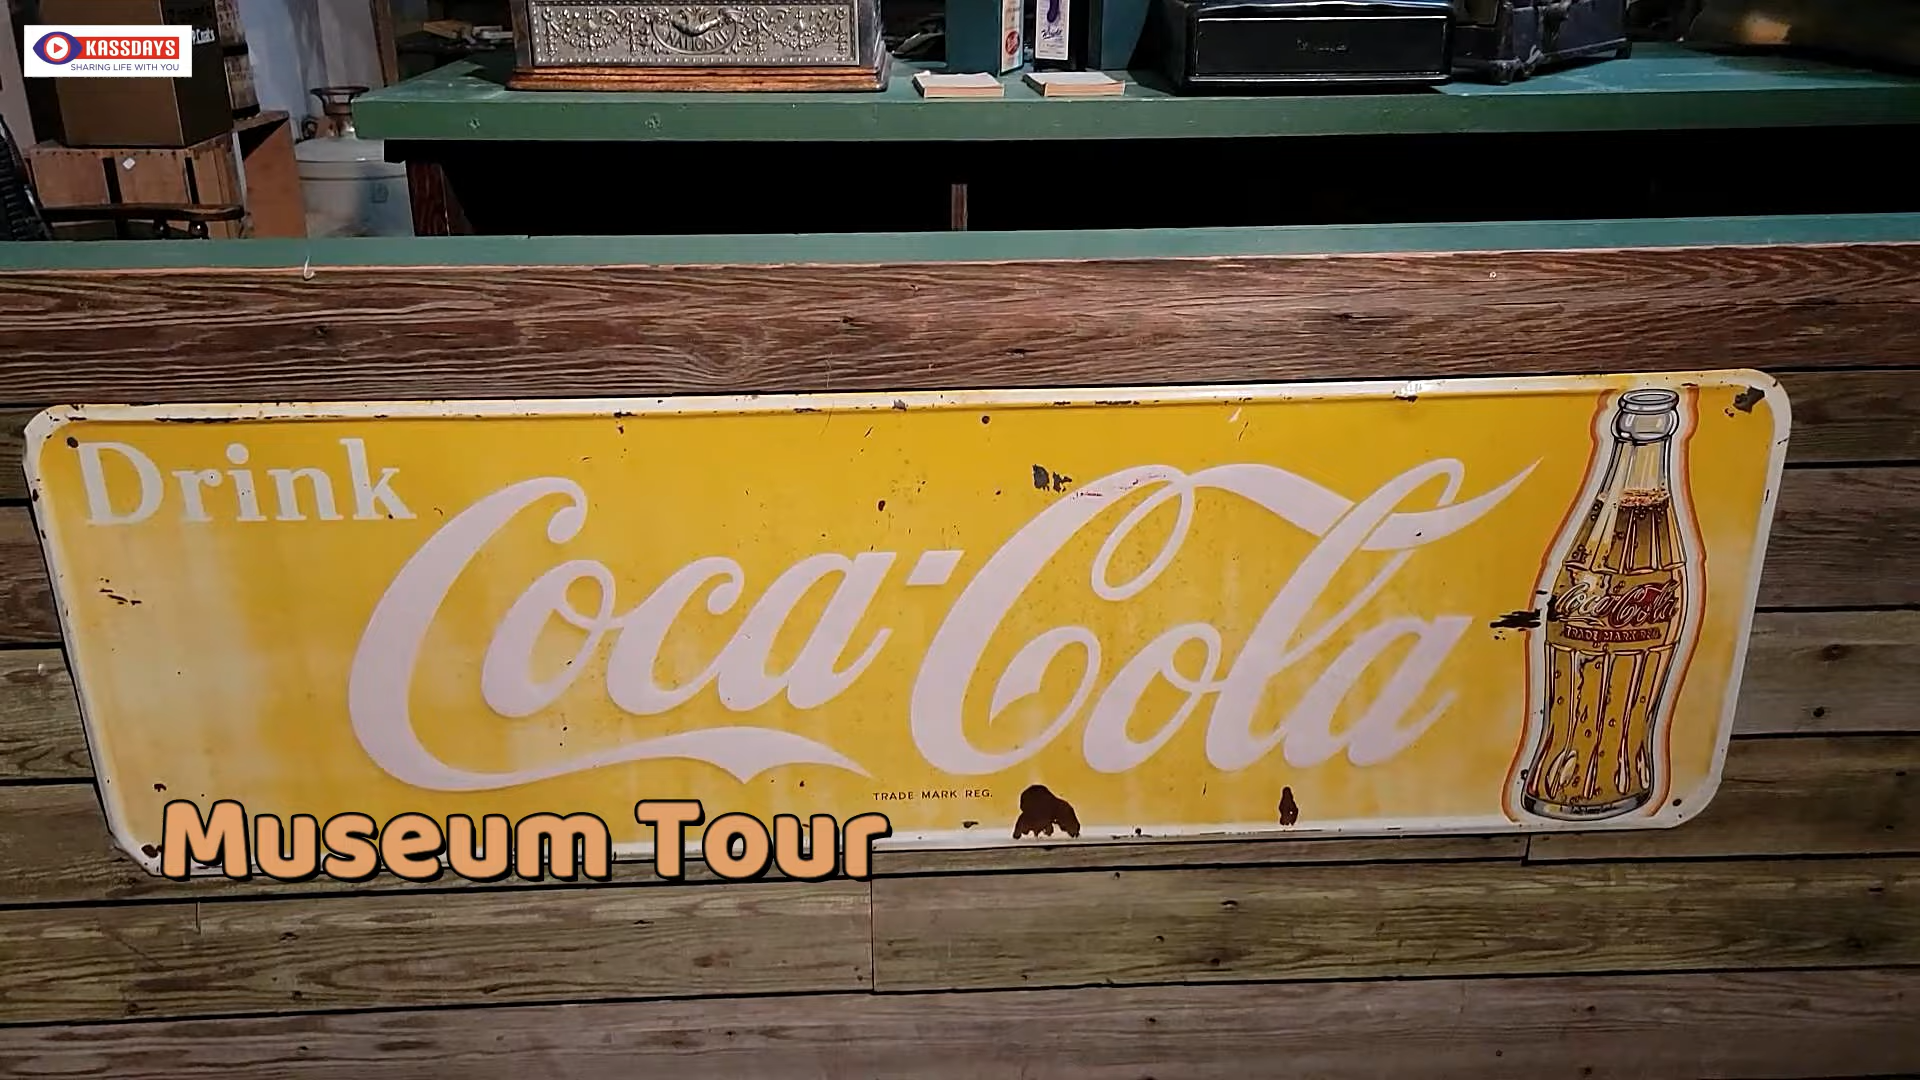 KASSDAYS
SHARING LIFE WITH YOU
NATIONAL
Drink
Coca-Cola
Coca-Cola
TRADE MARK REG.
TRADE MARK REG.
Museum Tour